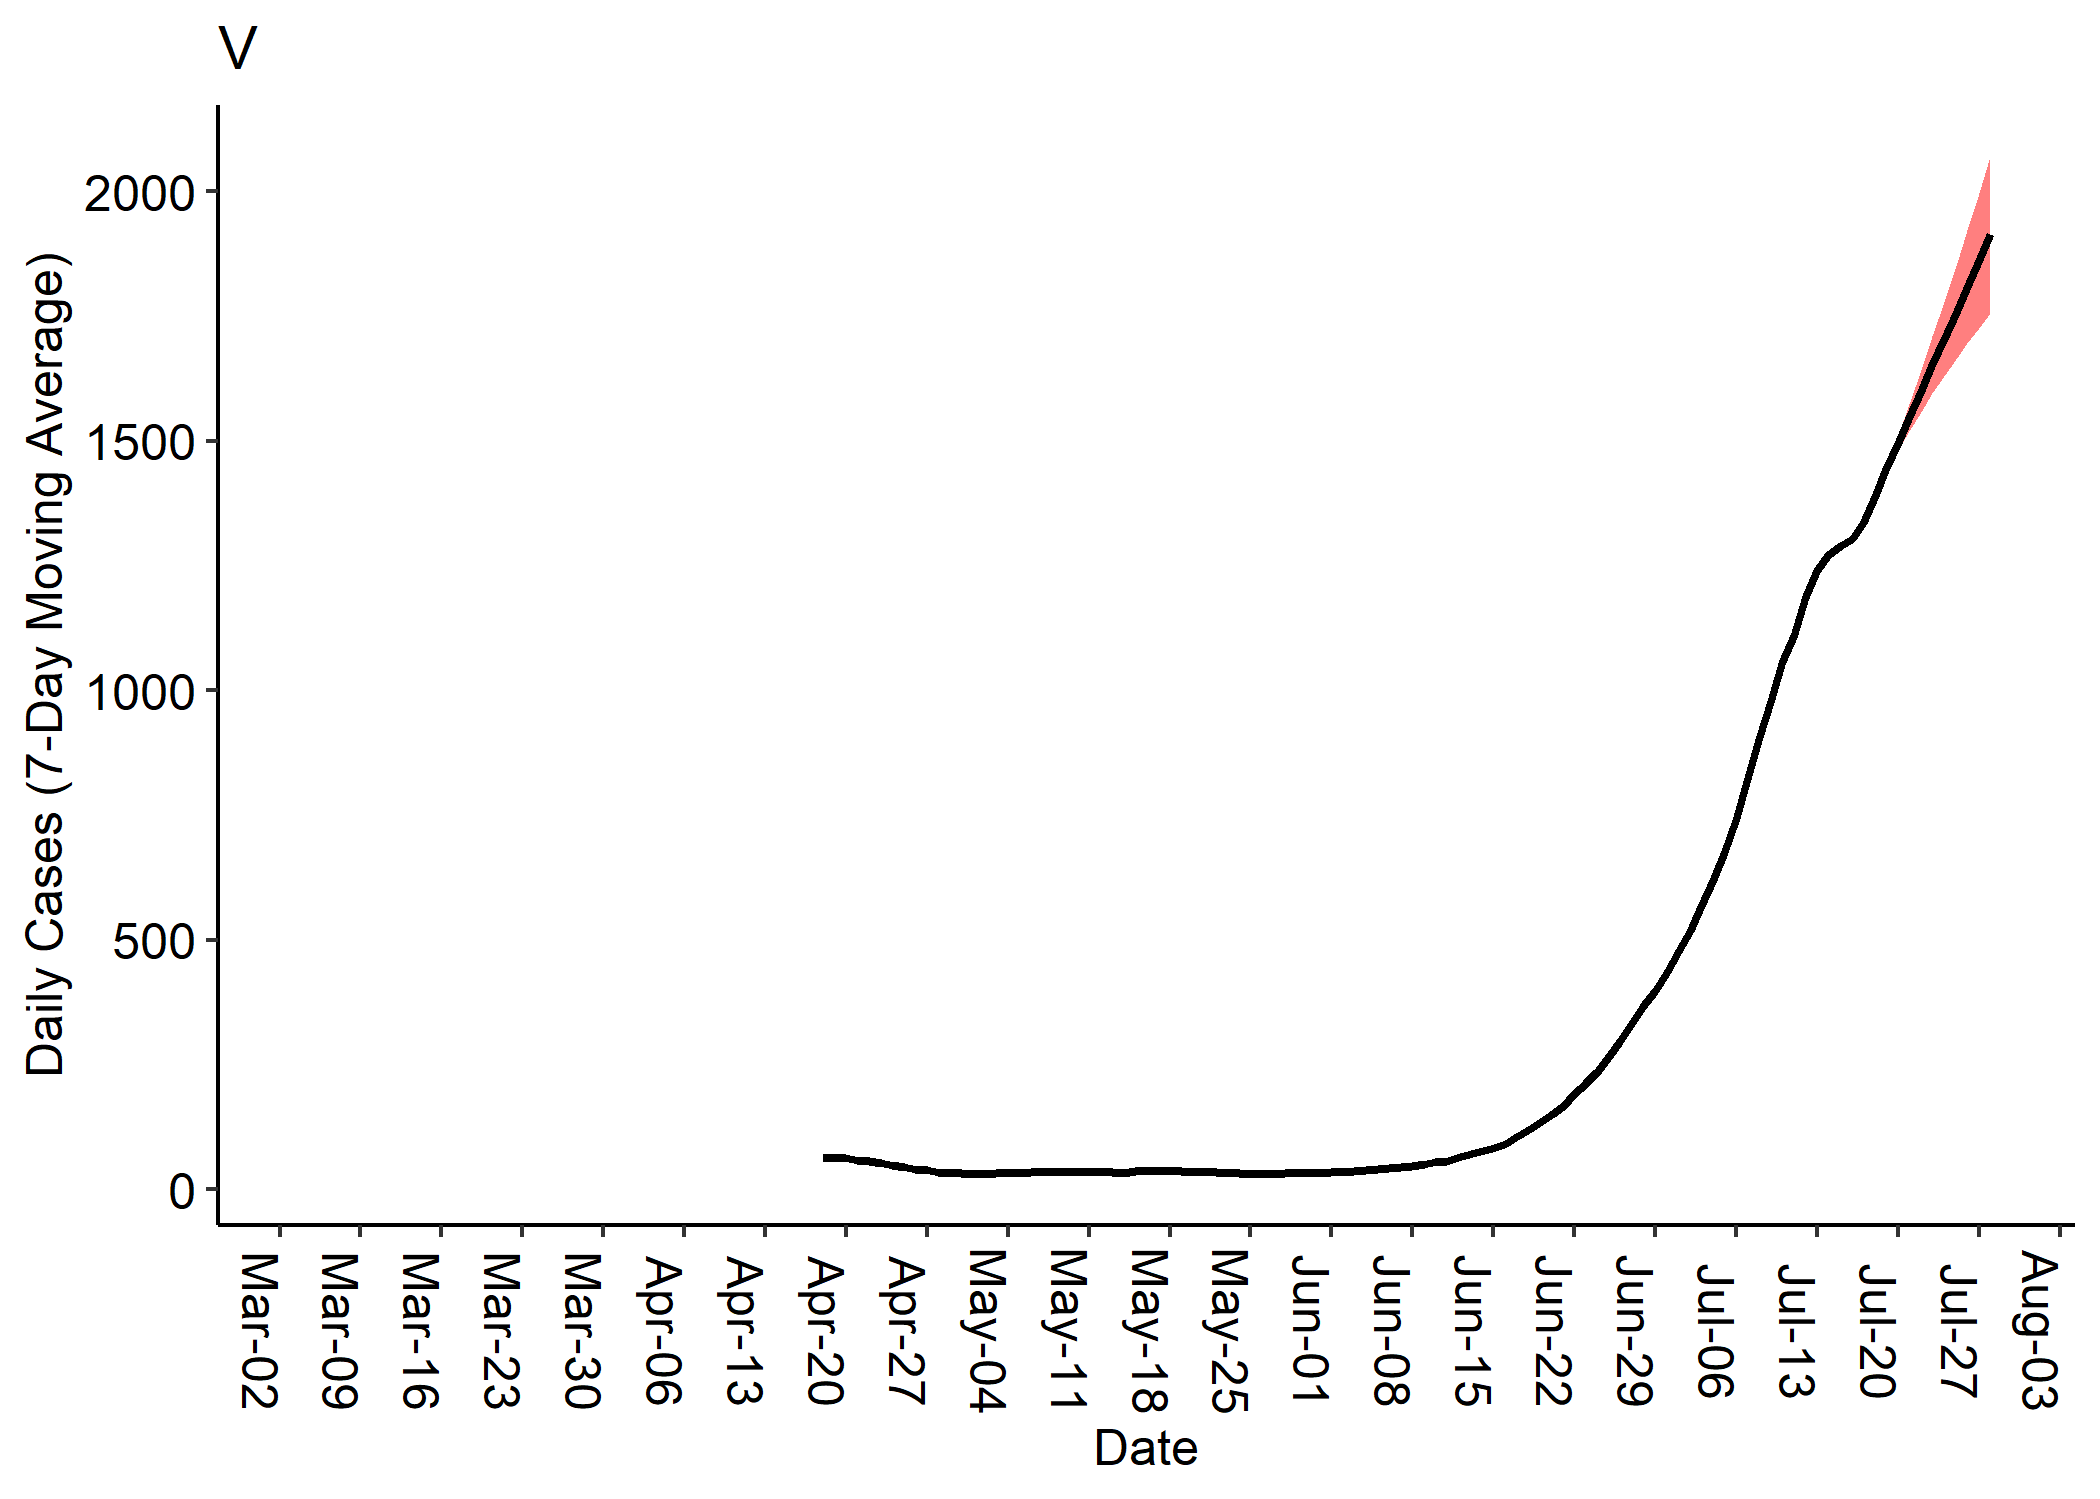 V
Daily Cases (7-Day Moving Average)
2000
1500
1000
500
0
Mar-02
Mar-09
Mar-16
Mar-23
Mar-30
Apr-06
Apr-13
Apr-20
Apr-27
May-04
May-11
May-18
May-25
Jun-01
Jun-08
Jun-15
Jun-22
Jun-29
Jul-06
Jul-13
Jul-20
Jul-27
Aug-03
Date